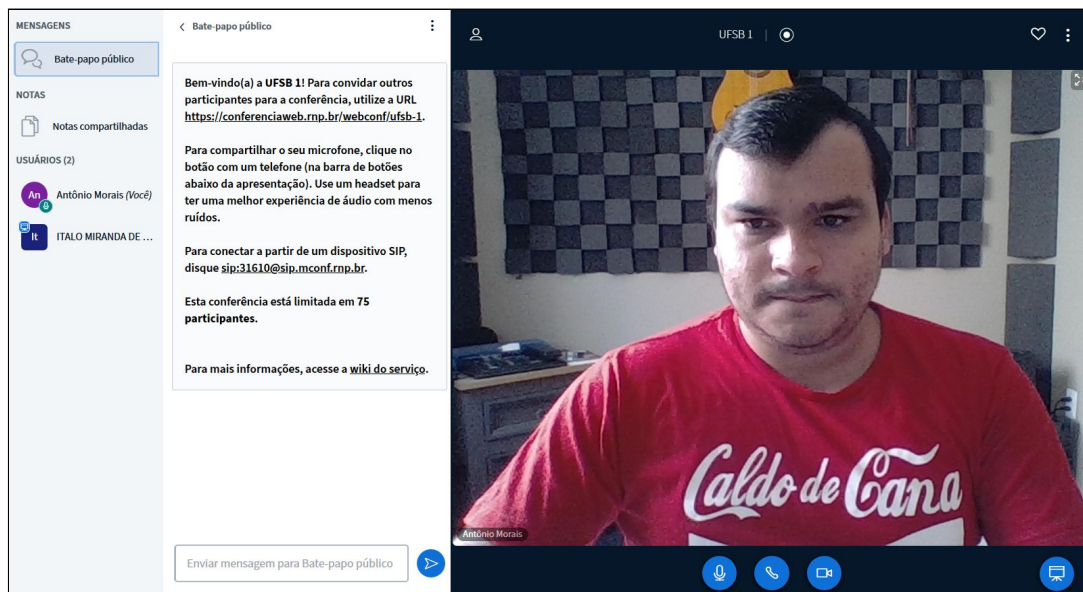 MENSAGENS
Bate-papo público
NOTAS
Notas compartilhadas
USUÁRIOS (2)
An
Antônio Morais (Você)
It
ITALO MIRANDA DE ...
Bate-papo público
Bem-vindo(a) a UFSB 1! Para convidar outros
participantes para a conferência, utilize a URL
https://conferenciaweb.rnp.br/webconf/ufsb-1.
Para compartilhar o seu microfone, clique no
botão com um telefone (na barra de botões
abaixo da apresentação). Use um headset para
ter uma melhor experiência de áudio com menos
ruídos.
Para conectar a partir de um dispositivo SIP,
disque sip:31610@sip.mconf.rnp.br.
Esta conferência está limitada em 75
participantes.
Para mais informações, acesse a wiki do serviço.
Enviar mensagem para Bate-papo público
UFSB 1
Caldo de Cana
Antônio Morais